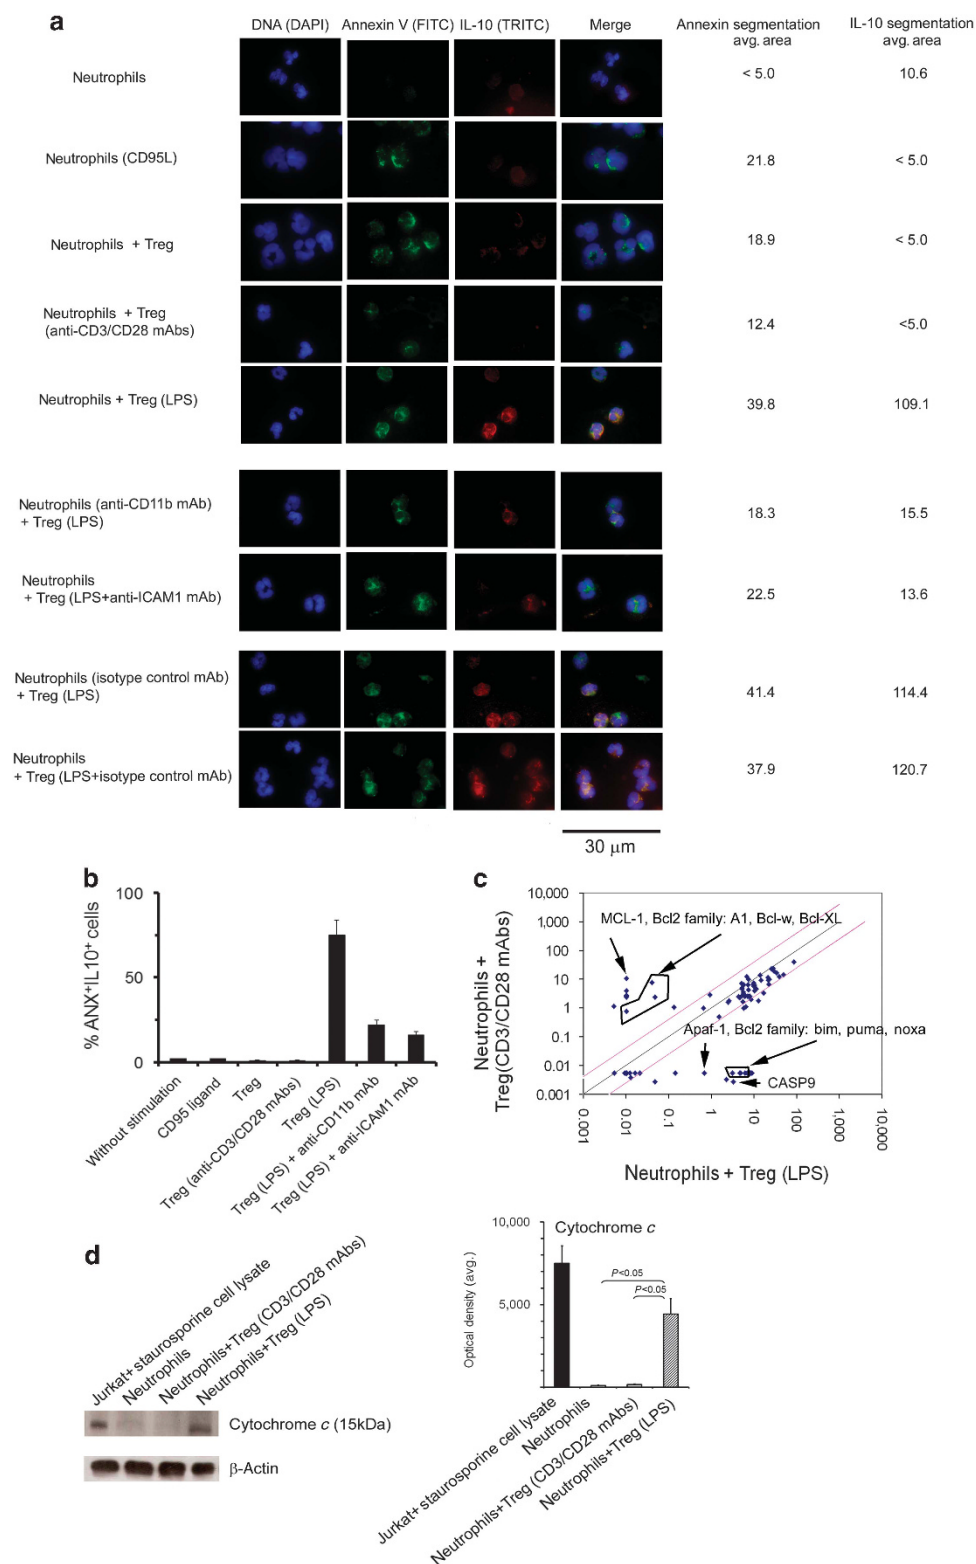 a
DNA (DAPI) Annexin V (FITC) IL-10 (TRITC) Merge Annexin segmentation avg. area IL-10 segmentation avg. area
Neutrophils < 5.0 10.6
Neutrophils (CD95L) 21.8 < 5.0
Neutrophils + Treg 18.9 < 5.0
Neutrophils + Treg
(anti-CD3/CD28 mAbs) 12.4 <5.0
Neutrophils + Treg (LPS) 39.8 109.1
Neutrophils (anti-CD11b mAb)
+ Treg (LPS) 18.3 15.5
Neutrophils
+ Treg (LPS+anti-ICAM1 mAb) 22.5 13.6
Neutrophils (isotype control mAb)
+ Treg (LPS) 41.4 114.4
Neutrophils
+ Treg (LPS+isotype control mAb) 37.9 120.7
30 µm
b
% ANX⁺IL10⁺ cells
100
50
0
Without stimulation
CD95 ligand
Treg
Treg (anti-CD3/CD28 mAbs)
Treg (LPS)
Treg (LPS) + anti-CD11b mAb
Treg (LPS) + anti-ICAM1 mAb
c
Neutrophils +
Treg(CD3/CD28 mAbs)
10,000
1,000
100
10
1
0.1
0.01
0.001
MCL-1, Bcl2 family: A1, Bcl-w, Bcl-XL
Apaf-1, Bcl2 family: bim, puma, noxa
CASP9
0.001 0.01 0.1 1 10 100 1,000 10,000
Neutrophils + Treg (LPS)
d
Jurkat+ staurosporine cell lysate
Neutrophils
Neutrophils+Treg (CD3/CD28 mAbs)
Neutrophils+Treg (LPS)
Cytochrome c (15kDa)
β-Actin
Optical density (avg.)
10,000
5,000
Cytochrome c
P<0.05
P<0.05
Jurkat+ staurosporine cell lysate
Neutrophils
Neutrophils+Treg (CD3/CD28 mAbs)
Neutrophils+Treg (LPS)